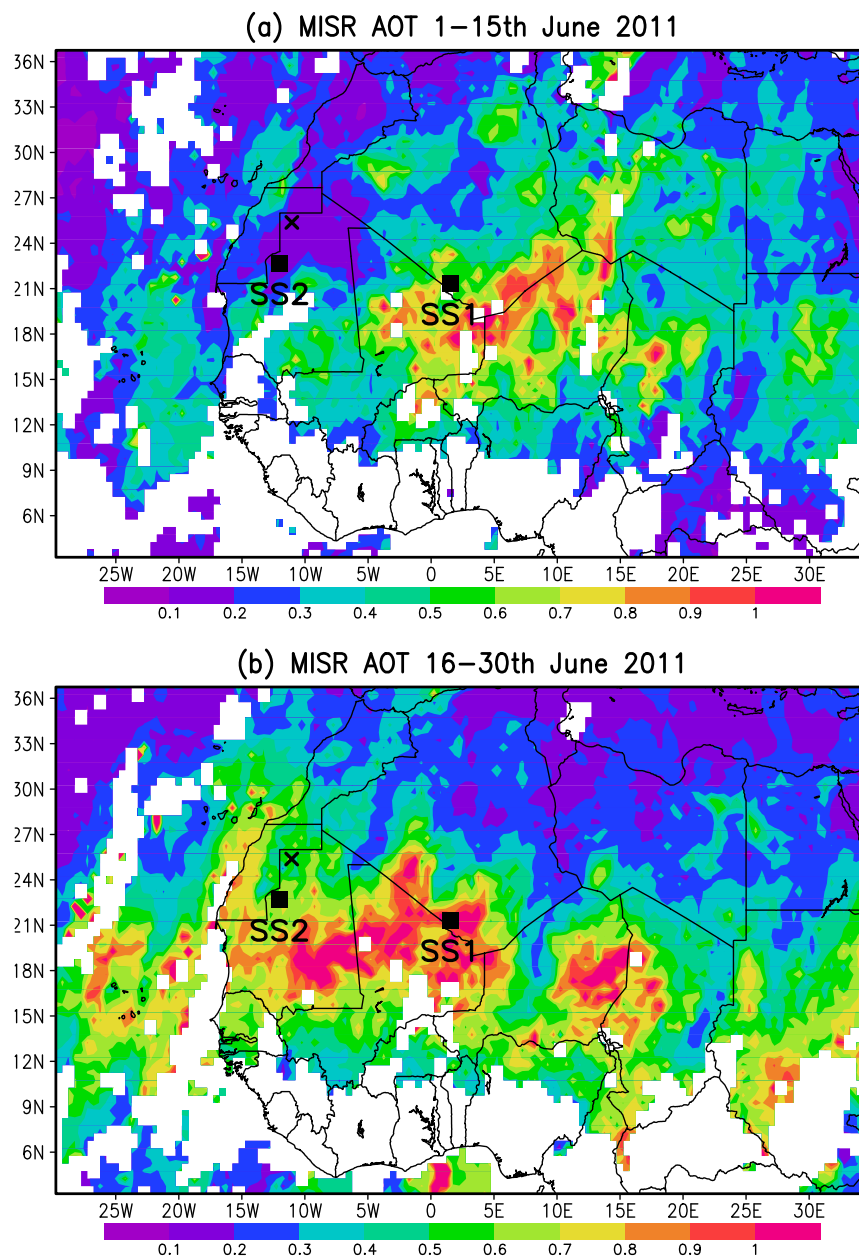 (a) MISR AOT 1–15th June 2011
36N
33N
30N
27N
24N
21N
18N
15N
12N
9N
6N
SS2
SS1
25W 20W 15W 10W 5W 0 5E 10E 15E 20E 25E 30E
0.1 0.2 0.3 0.4 0.5 0.6 0.7 0.8 0.9 1
(b) MISR AOT 16–30th June 2011
36N
33N
30N
27N
24N
21N
18N
15N
12N
9N
6N
SS2
SS1
25W 20W 15W 10W 5W 0 5E 10E 15E 20E 25E 30E
0.1 0.2 0.3 0.4 0.5 0.6 0.7 0.8 0.9 1